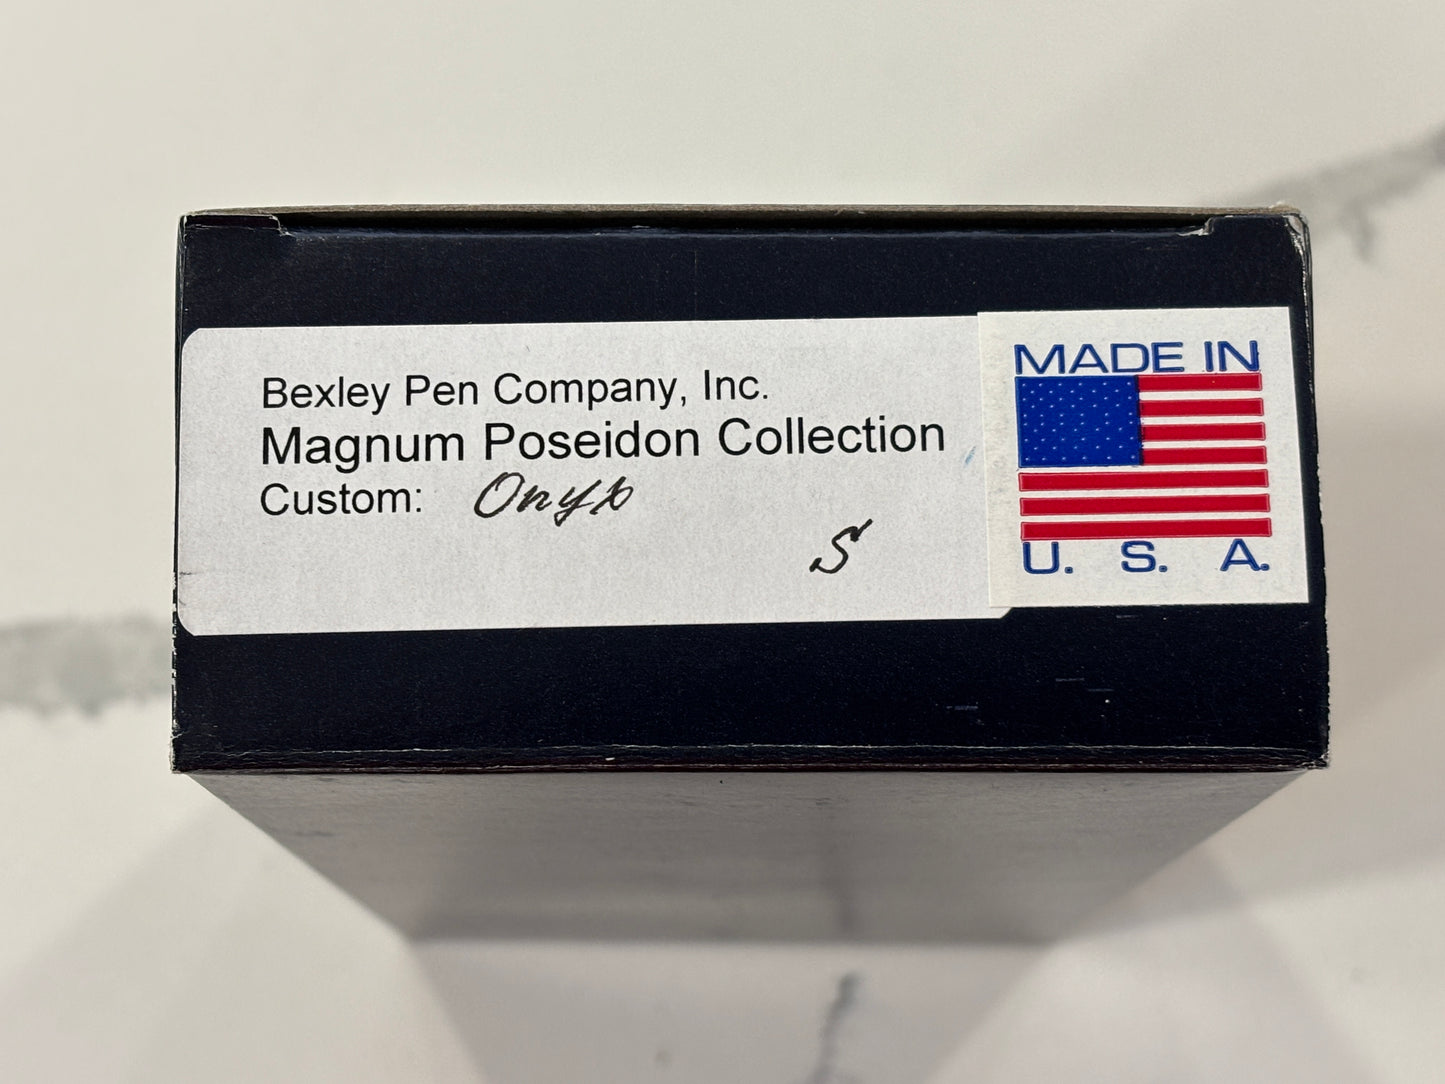 Bexley Pen Company, Inc.
Magnum Poseidon Collection
Custom: Onyx
S
MADE IN
U. S. A.